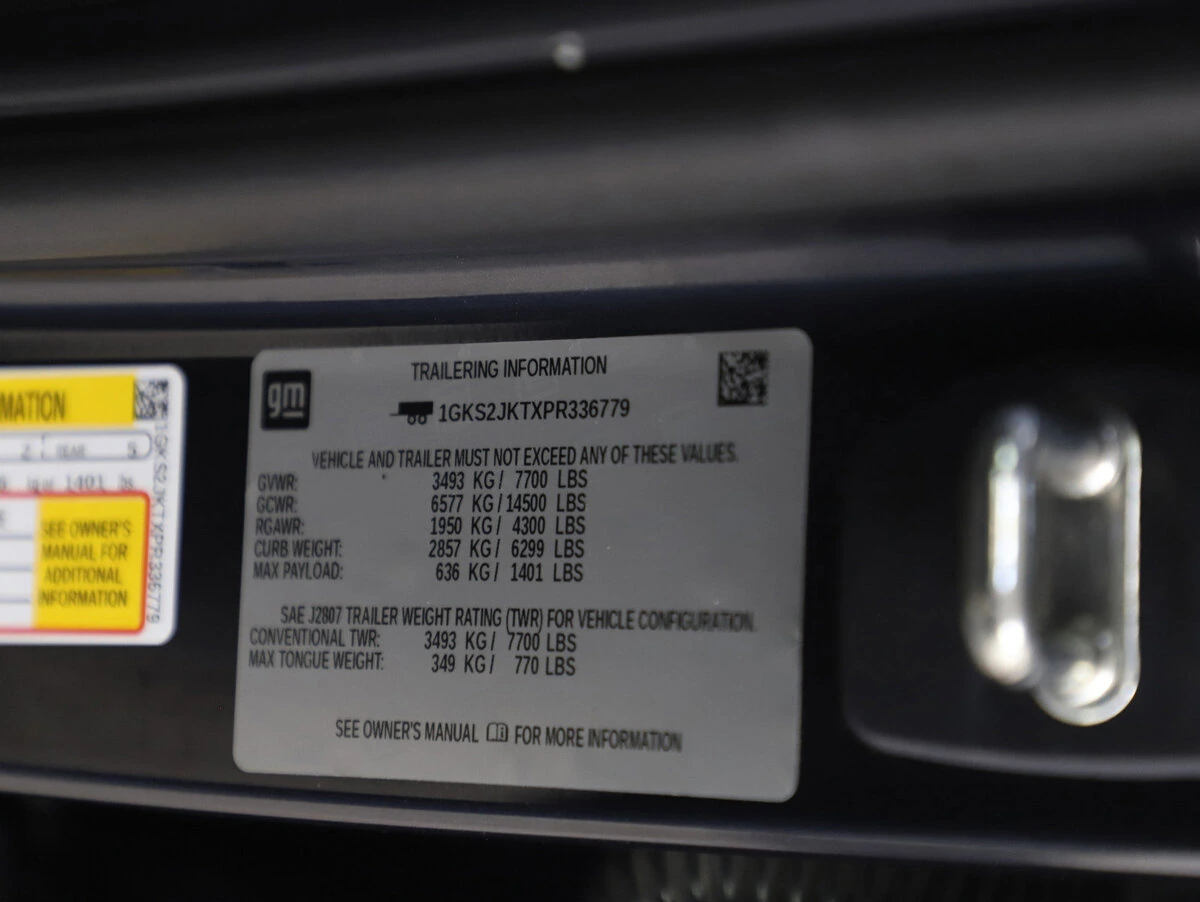 MATION
2 REAR 5
1401
SEE OWNER'S
MANUAL FOR
ADDITIONAL
INFORMATION
1GKS2JKTXPR336779
gm
TRAILERING INFORMATION
1GKS2JKTXPR336779
VEHICLE AND TRAILER MUST NOT EXCEED ANY OF THESE VALUES.
GVWR: 3493 KG / 7700 LBS
GCWR: 6577 KG / 14500 LBS
RGAWR: 1950 KG / 4300 LBS
CURB WEIGHT: 2857 KG / 6299 LBS
MAX PAYLOAD: 636 KG / 1401 LBS
SAE J2807 TRAILER WEIGHT RATING (TWR) FOR VEHICLE CONFIGURATION.
CONVENTIONAL TWR: 3493 KG / 7700 LBS
MAX TONGUE WEIGHT: 349 KG / 770 LBS
SEE OWNER'S MANUAL FOR MORE INFORMATION